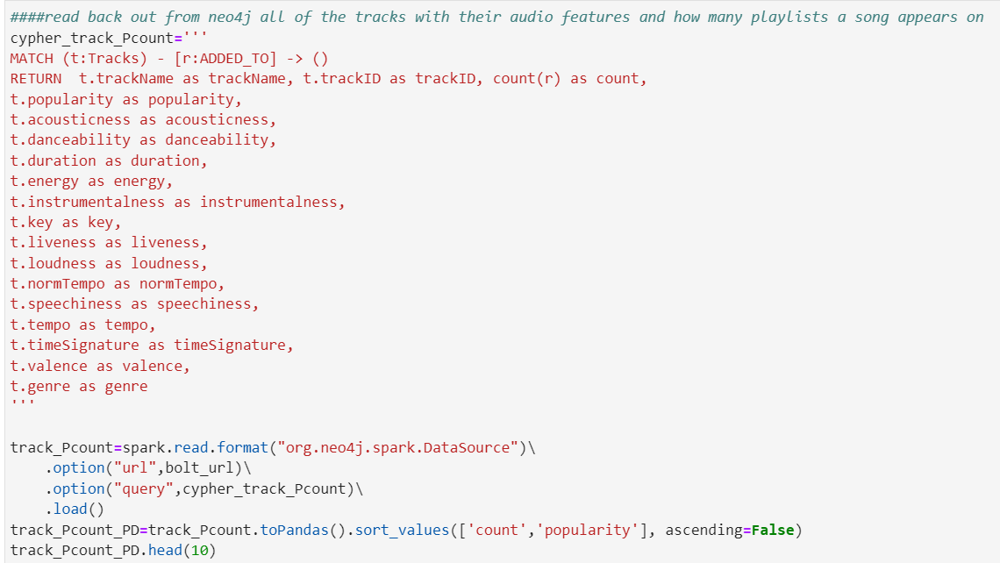 ####read back out from neo4j all of the tracks with their audio features and how many playlists a song appears on
cypher_track_Pcount='''
MATCH (t:Tracks) - [r:ADDED_TO] -> ()
RETURN  t.trackName as trackName, t.trackID as trackID, count(r) as count,
t.popularity as popularity,
t.acousticness as acousticness,
t.danceability as danceability,
t.duration as duration,
t.energy as energy,
t.instrumentalness as instrumentalness,
t.key as key,
t.liveness as liveness,
t.loudness as loudness,
t.normTempo as normTempo,
t.speechiness as speechiness,
t.tempo as tempo,
t.timeSignature as timeSignature,
t.valence as valence,
t.genre as genre
'''
track_Pcount=spark.read.format("org.neo4j.spark.DataSource")\
    .option("url",bolt_url)\
    .option("query",cypher_track_Pcount)\
    .load()
track_Pcount_PD=track_Pcount.toPandas().sort_values(['count','popularity'], ascending=False)
track_Pcount_PD.head(10)